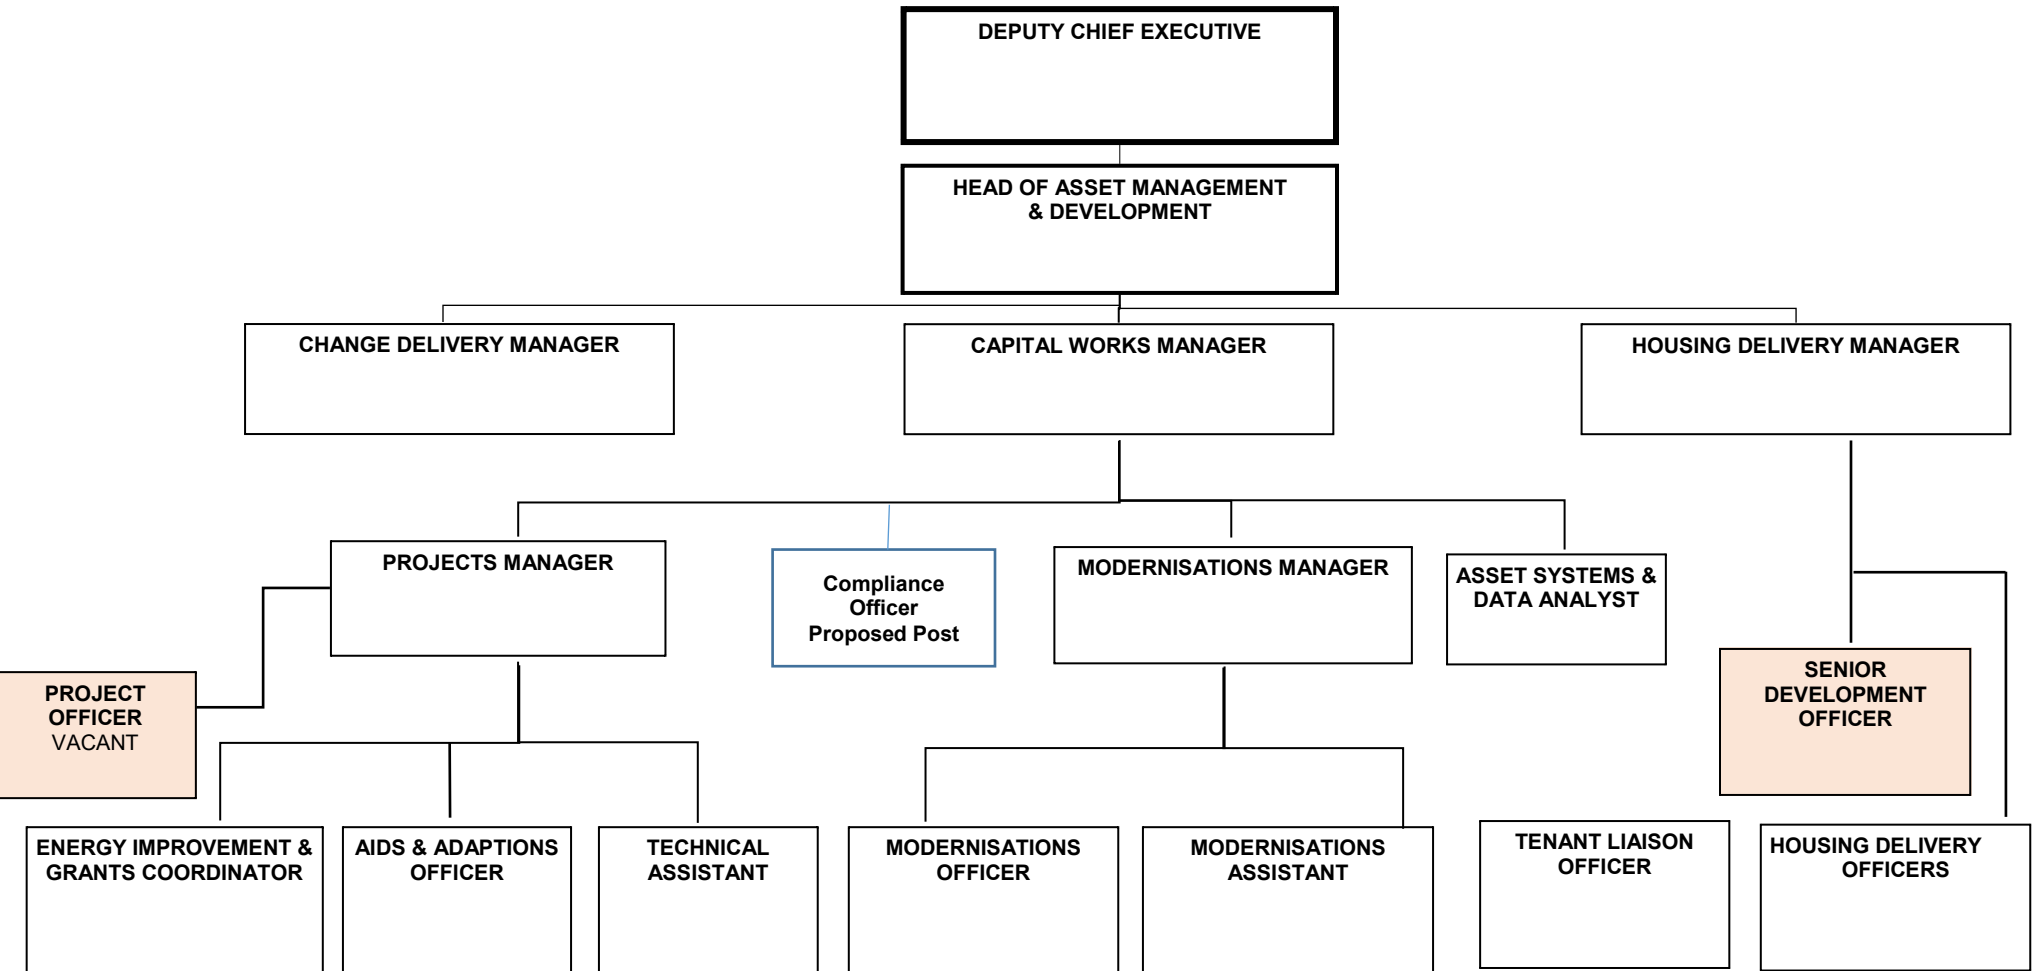 DEPUTY CHIEF EXECUTIVE
HEAD OF ASSET MANAGEMENT
& DEVELOPMENT
CHANGE DELIVERY MANAGER
CAPITAL WORKS MANAGER
HOUSING DELIVERY MANAGER
PROJECTS MANAGER
Compliance
Officer
Proposed Post
MODERNISATIONS MANAGER
ASSET SYSTEMS &
DATA ANALYST
PROJECT
OFFICER
VACANT
SENIOR
DEVELOPMENT
OFFICER
ENERGY IMPROVEMENT &
GRANTS COORDINATOR
AIDS & ADAPTIONS
OFFICER
TECHNICAL
ASSISTANT
MODERNISATIONS
OFFICER
MODERNISATIONS
ASSISTANT
TENANT LIAISON
OFFICER
HOUSING DELIVERY
OFFICERS